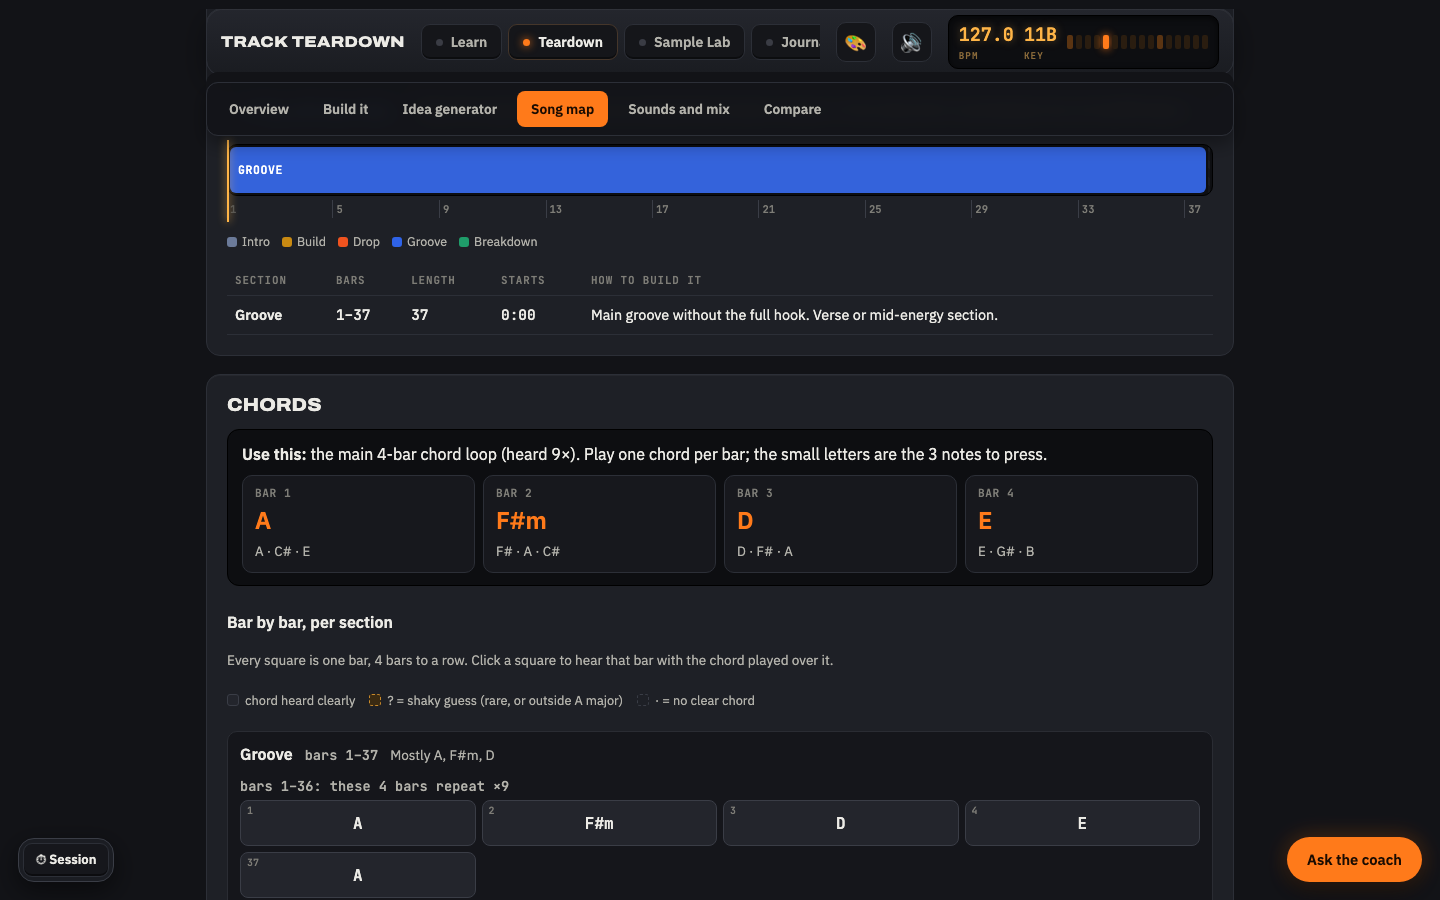 TRACK TEARDOWN
Learn
Teardown
Sample Lab
Journ
127.0 11B
BPM KEY
Overview
Build it
Idea generator
Song map
Sounds and mix
Compare
GROOVE
1 5 9 13 17 21 25 29 33 37
Intro Build Drop Groove Breakdown
SECTION BARS LENGTH STARTS HOW TO BUILD IT
Groove 1–37 37 0:00 Main groove without the full hook. Verse or mid-energy section.
CHORDS
Use this: the main 4-bar chord loop (heard 9×). Play one chord per bar; the small letters are the 3 notes to press.
BAR 1 BAR 2 BAR 3 BAR 4
A F#m D E
A · C# · E F# · A · C# D · F# · A E · G# · B
Bar by bar, per section
Every square is one bar, 4 bars to a row. Click a square to hear that bar with the chord played over it.
chord heard clearly ? = shaky guess (rare, or outside A major) · = no clear chord
Groove bars 1–37 Mostly A, F#m, D
bars 1–36: these 4 bars repeat ×9
1 A 2 F#m 3 D 4 E
37 A
Session
Ask the coach